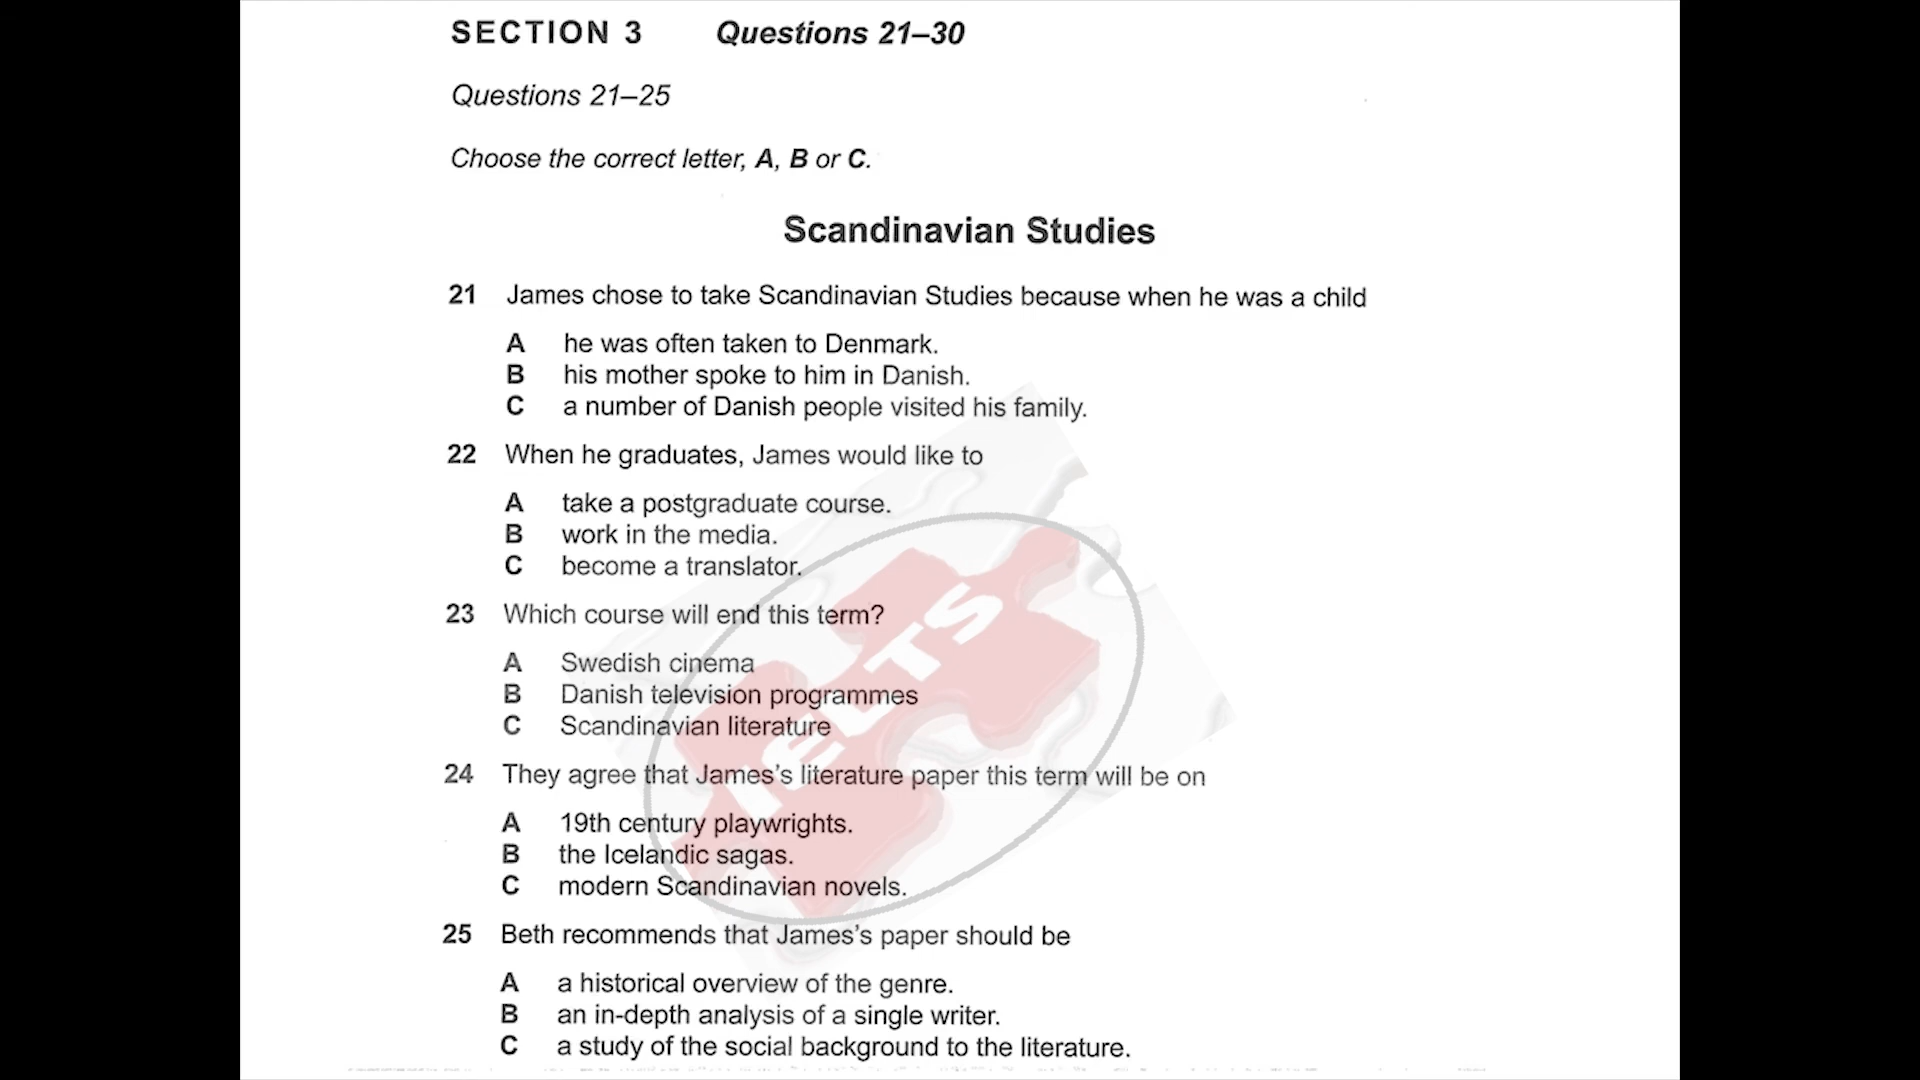 SECTION 3 Questions 21–30
Questions 21–25
Choose the correct letter, A, B or C.
Scandinavian Studies
21 James chose to take Scandinavian Studies because when he was a child
A he was often taken to Denmark.
B his mother spoke to him in Danish.
C a number of Danish people visited his family.
22 When he graduates, James would like to
A take a postgraduate course.
B work in the media.
C become a translator.
23 Which course will end this term?
A Swedish cinema
B Danish television programmes
C Scandinavian literature
24 They agree that James's literature paper this term will be on
A 19th century playwrights.
B the Icelandic sagas.
C modern Scandinavian novels.
25 Beth recommends that James's paper should be
A a historical overview of the genre.
B an in-depth analysis of a single writer.
C a study of the social background to the literature.
IELTS